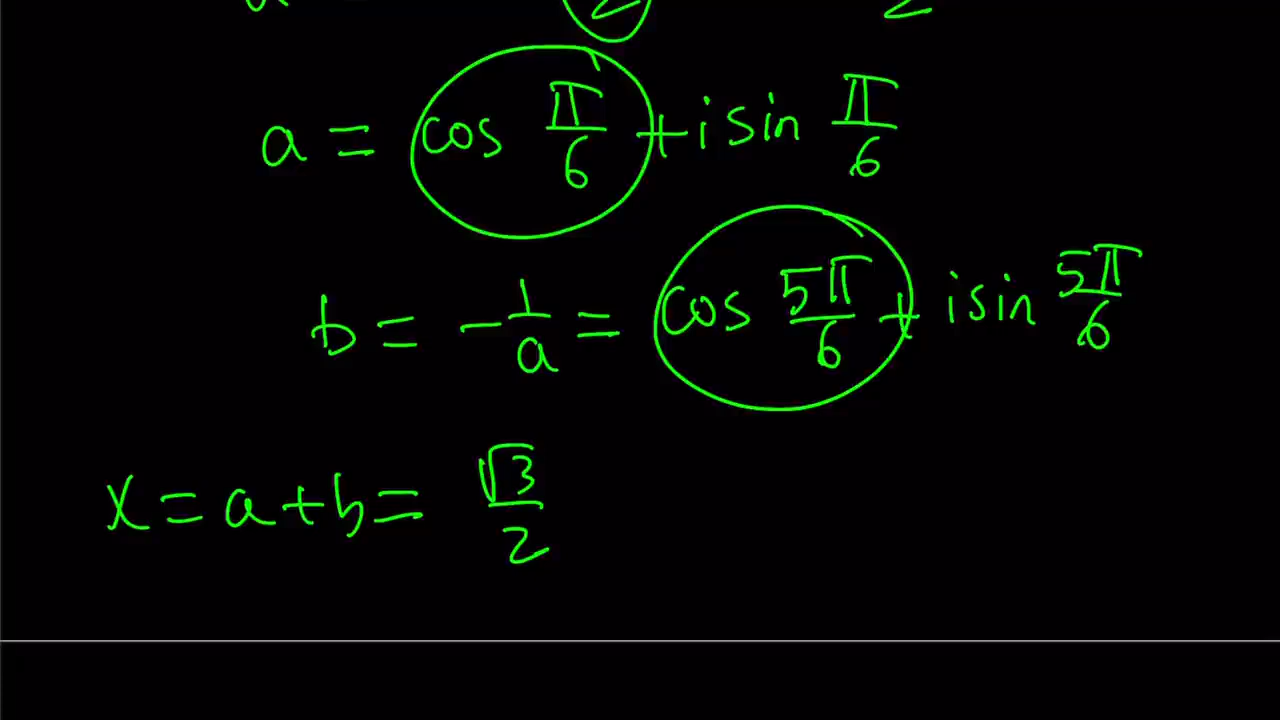 a = cos π/6 + i sin π/6
b = -1/a = cos 5π/6 + i sin 5π/6
x = a + b = √3/2